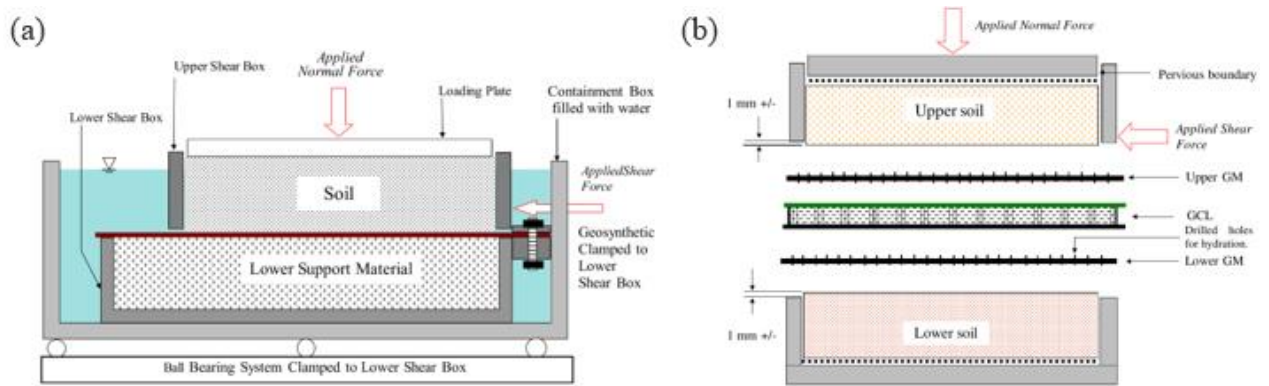 (a)
Applied
Normal Force
Upper Shear Box
Loading Plate
Containment Box
filled with water
Lower Shear Box
AppliedShear
Force
Soil
Geosynthetic
Clamped to
Lower
Shear Box
Lower Support Material
Ball Bearing System Clamped to Lower Shear Box
(b)
Applied Normal Force
Pervious boundary
1 mm +/-
Upper soil
Applied Shear
Force
Upper GM
GCL
Drilled holes
for hydration.
Lower GM
1 mm +/-
Lower soil